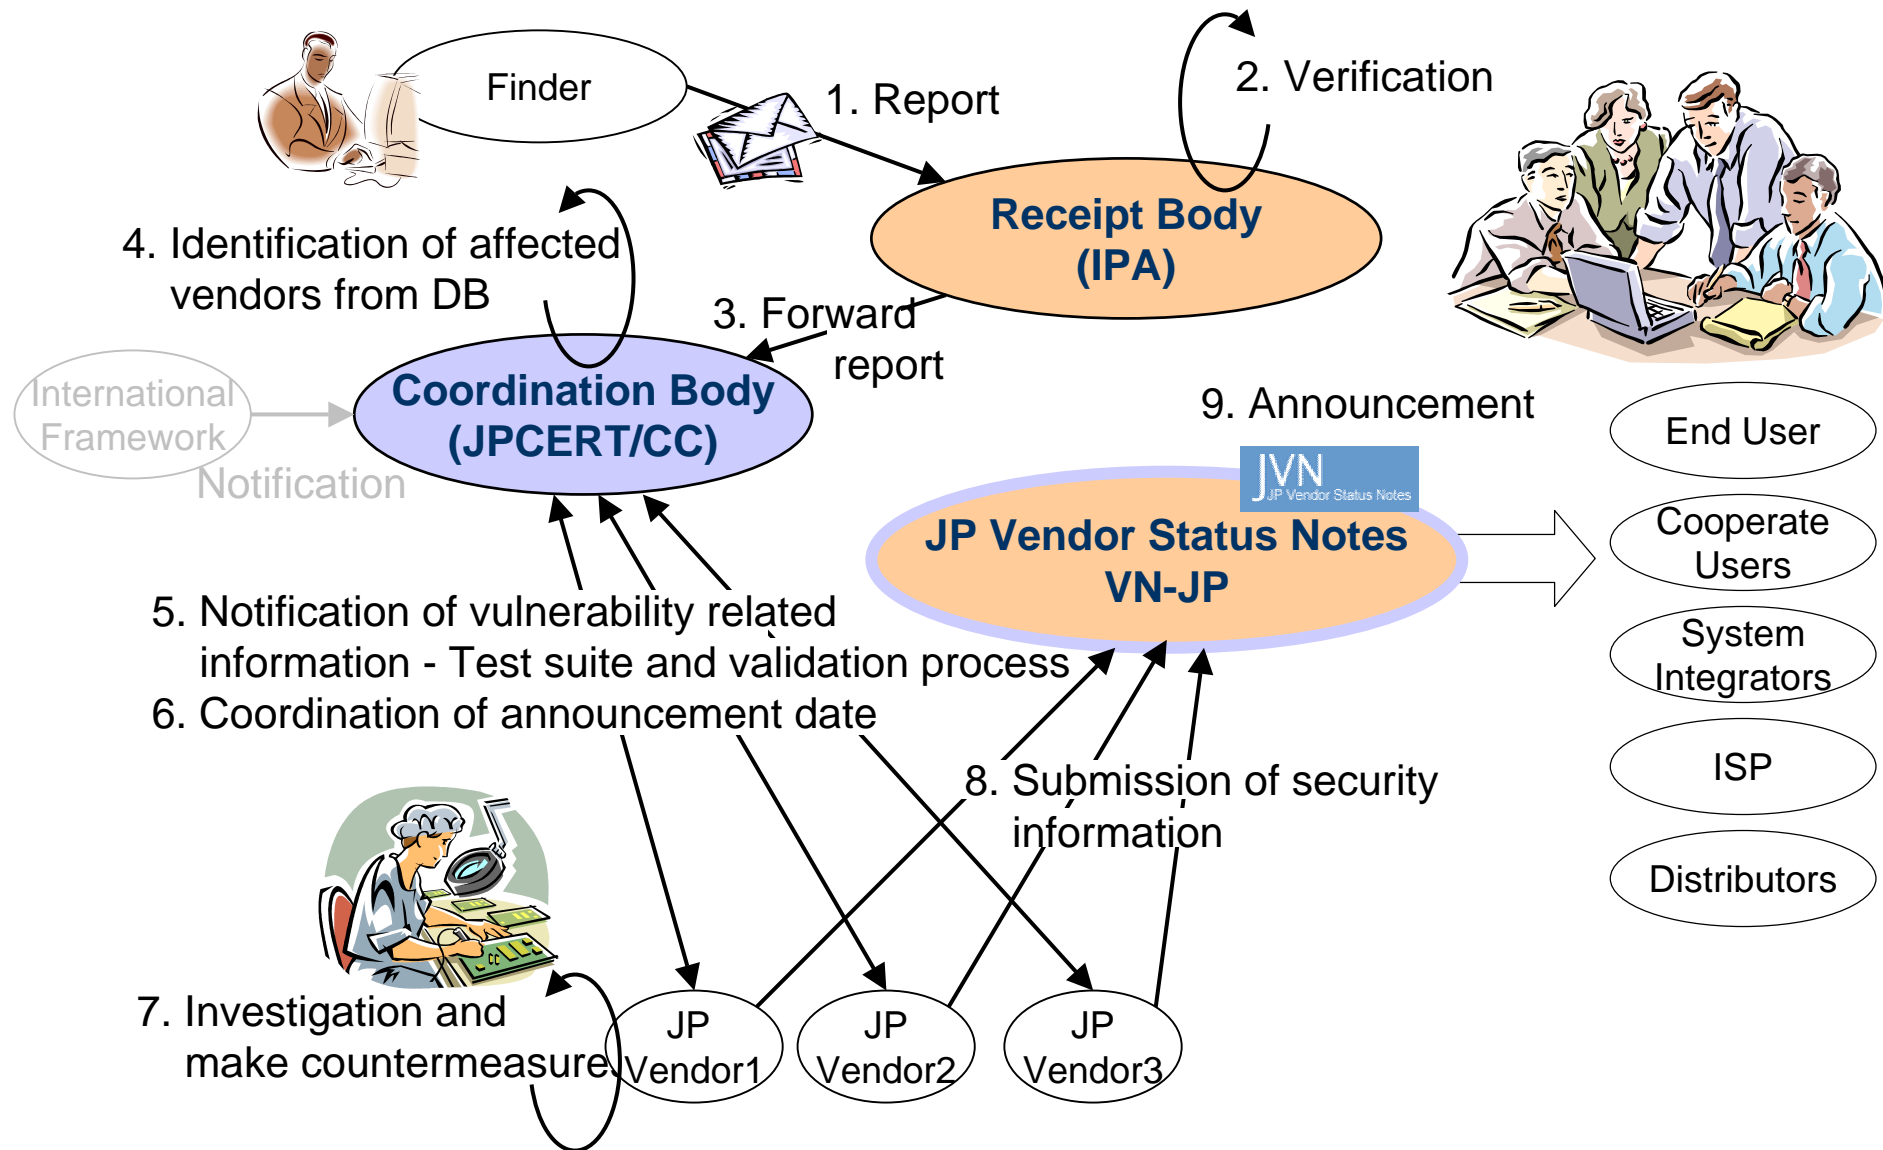 Finder
1. Report
2. Verification
Receipt Body
(IPA)
3. Forward
report
4. Identification of affected
vendors from DB
International
Framework
Notification
Coordination Body
(JPCERT/CC)
9. Announcement
JVN
JP Vendor Status Notes
JP Vendor Status Notes
VN-JP
End User
Cooperate
Users
System
Integrators
ISP
Distributors
5. Notification of vulnerability related
information - Test suite and validation process
6. Coordination of announcement date
8. Submission of security
information
7. Investigation and
make countermeasure
JP
Vendor1
JP
Vendor2
JP
Vendor3